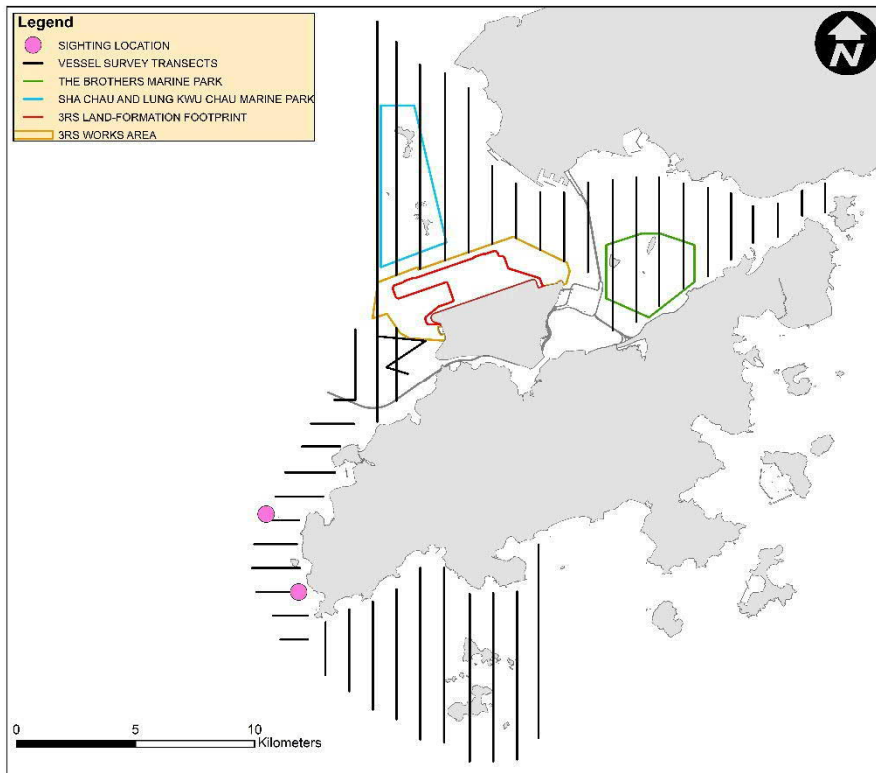 Legend
SIGHTING LOCATION
VESSEL SURVEY TRANSECTS
THE BROTHERS MARINE PARK
SHA CHAU AND LUNG KWU CHAU MARINE PARK
3RS LAND-FORMATION FOOTPRINT
3RS WORKS AREA
N
0 5 10
Kilometers